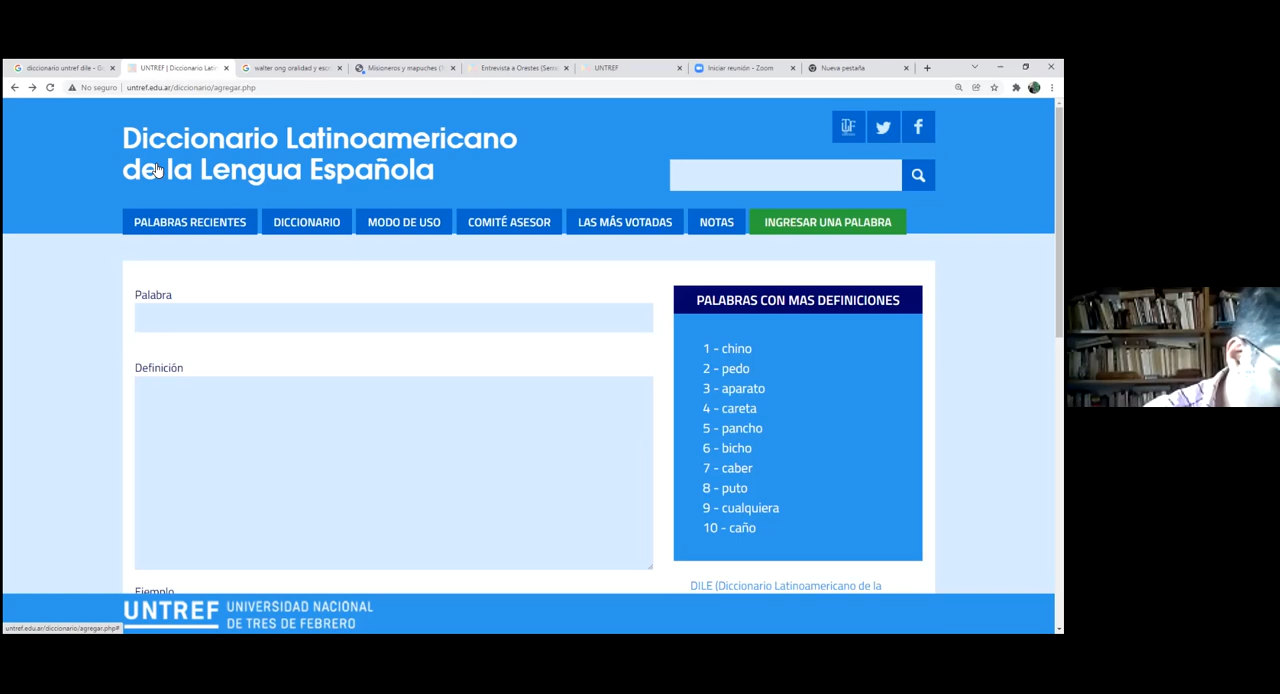 diccionario untref dile - G
UNTREF | Diccionario Lati
walter ong oralidad y escr
Misioneros y mapuches (1
Entrevista a Orestes (Serie
UNTREF
Iniciar reunión - Zoom
Nueva pestaña
No seguro
untref.edu.ar/diccionario/agregar.php
Diccionario Latinoamericano
de la Lengua Española
PALABRAS RECIENTES
DICCIONARIO
MODO DE USO
COMITÉ ASESOR
LAS MÁS VOTADAS
NOTAS
INGRESAR UNA PALABRA
Palabra
Definición
Ejemplo
PALABRAS CON MAS DEFINICIONES
1 - chino
2 - pedo
3 - aparato
4 - careta
5 - pancho
6 - bicho
7 - caber
8 - puto
9 - cualquiera
10 - caño
DILE (Diccionario Latinoamericano de la
UNTREF
UNIVERSIDAD NACIONAL
DE TRES DE FEBRERO
untref.edu.ar/diccionario/agregar.php#